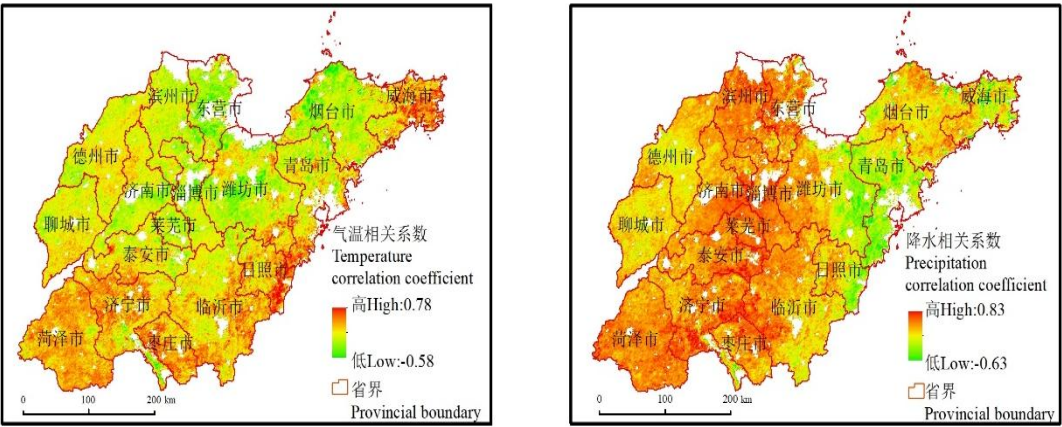 滨州市
东营市
烟台市
威海市
德州市
青岛市
济南市
淄博市
潍坊市
聊城市
莱芜市
泰安市
日照市
济宁市
临沂市
菏泽市
枣庄市
气温相关系数
Temperature
correlation coefficient
高High:0.78
低Low:-0.58
省界
Provincial boundary
0 100 200 km
滨州市
东营市
烟台市
威海市
德州市
青岛市
济南市
淄博市
潍坊市
聊城市
莱芜市
泰安市
日照市
济宁市
临沂市
菏泽市
枣庄市
降水相关系数
Precipitation
correlation coefficient
高High:0.83
低Low:-0.63
省界
Provincial boundary
0 100 200 km